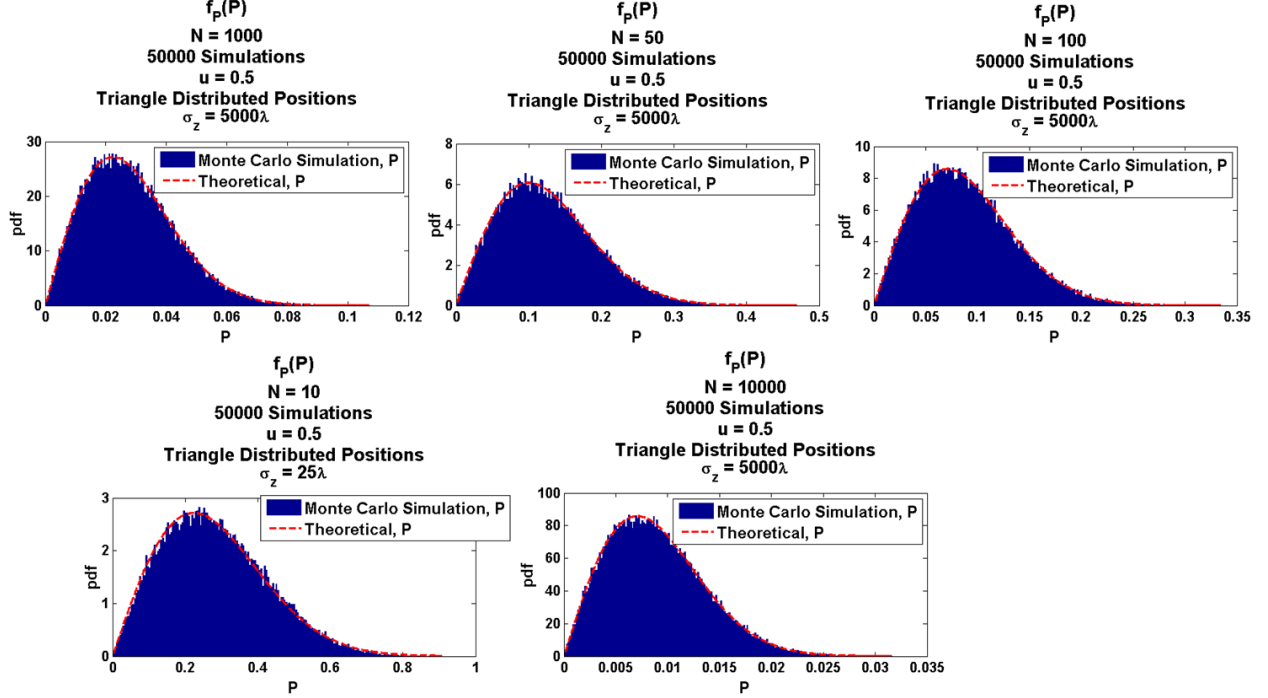 f_P(P)
N = 1000
50000 Simulations
u = 0.5
Triangle Distributed Positions
σ_z = 5000λ
30
20
10
0
pdf
Monte Carlo Simulation, P
Theoretical, P
0 0.02 0.04 0.06 0.08 0.1 0.12
P
f_P(P)
N = 50
50000 Simulations
u = 0.5
Triangle Distributed Positions
σ_z = 5000λ
8
6
4
2
0
pdf
Monte Carlo Simulation, P
Theoretical, P
0 0.1 0.2 0.3 0.4 0.5
P
f_P(P)
N = 100
50000 Simulations
u = 0.5
Triangle Distributed Positions
σ_z = 5000λ
10
8
6
4
2
0
pdf
Monte Carlo Simulation, P
Theoretical, P
0 0.05 0.1 0.15 0.2 0.25 0.3 0.35
P
f_P(P)
N = 10
50000 Simulations
u = 0.5
Triangle Distributed Positions
σ_z = 25λ
3
2
1
0
pdf
Monte Carlo Simulation, P
Theoretical, P
0 0.2 0.4 0.6 0.8 1
P
f_P(P)
N = 10000
50000 Simulations
u = 0.5
Triangle Distributed Positions
σ_z = 5000λ
100
80
60
40
20
0
pdf
Monte Carlo Simulation, P
Theoretical, P
0 0.005 0.01 0.015 0.02 0.025 0.03 0.035
P